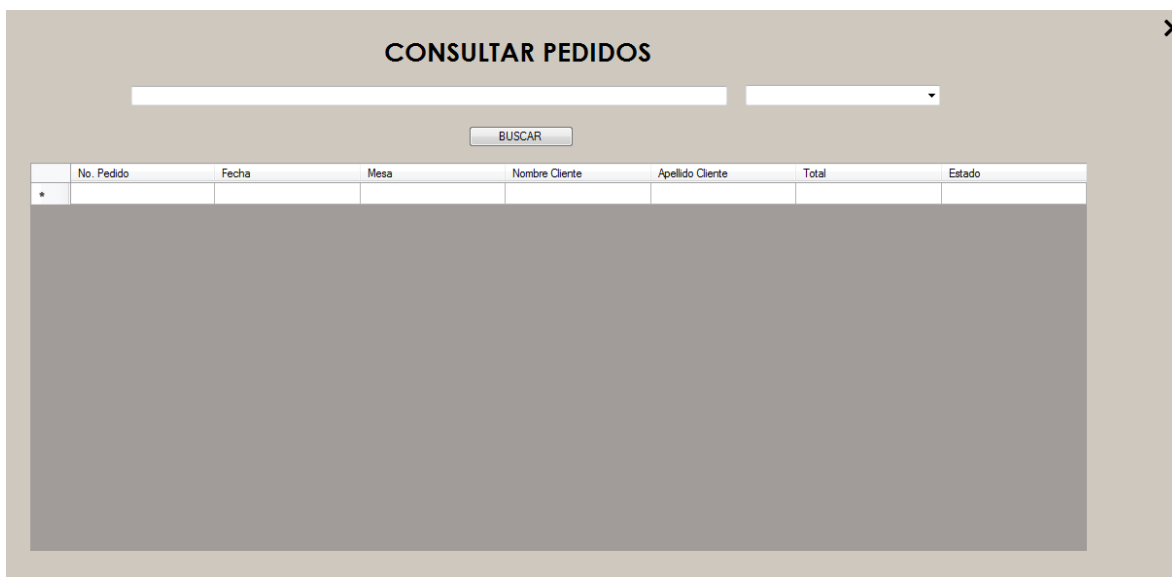 CONSULTAR PEDIDOS
BUSCAR
No. Pedido Fecha Mesa Nombre Cliente Apellido Cliente Total Estado
*